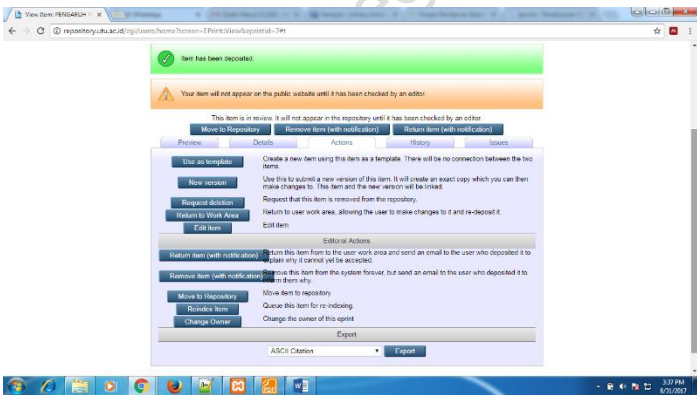 View Item: PENGARUH
repository.utu.ac.id/cgi/users/home?screen=EPrint::View&eprintid=7#t
Item has been deposited.
Your item will not appear on the public website until it has been checked by an editor.
This item is in review. It will not appear in the repository until it has been checked by an editor.
Move to Repository Remove item (with notification) Return item (with notification)
Preview Details Actions History Issues
Use as template Create a new item using this item as a template. There will be no connection between the two
items.
New version Use this to submit a new version of this item. It will create an exact copy which you can then
make changes to. This item and the new version will be linked.
Request deletion Request that this item is removed from the repository.
Return to Work Area Return to user work area, allowing the user to make changes to it and re-deposit it.
Edit item Edit item
Editorial Actions
Return item (with notification) Return this item from to the user work area and send an email to the user who deposited it to
explain why it cannot yet be accepted.
Remove item (with notification) Remove this item from the system forever, but send an email to the user who deposited it to
inform them why.
Move to Repository Move item to repository
Reindex Item Queue this item for re-indexing.
Change Owner Change the owner of this eprint
Export
ASCII Citation Export
3:37 PM
8/31/2017